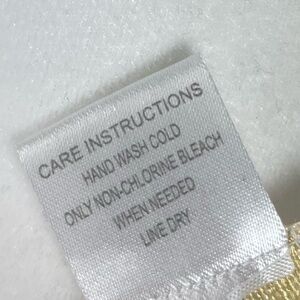 CARE INSTRUCTIONS
HAND WASH COLD
ONLY NON-CHLORINE BLEACH
WHEN NEEDED
LINE DRY